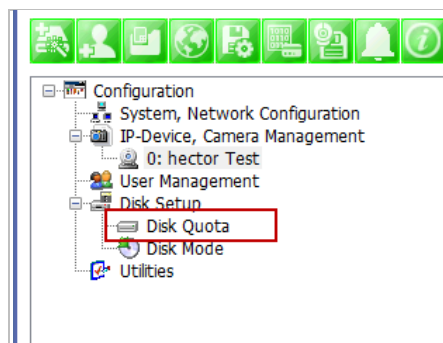 Configuration
System, Network Configuration
IP-Device, Camera Management
0: hector Test
User Management
Disk Setup
Disk Quota
Disk Mode
Utilities